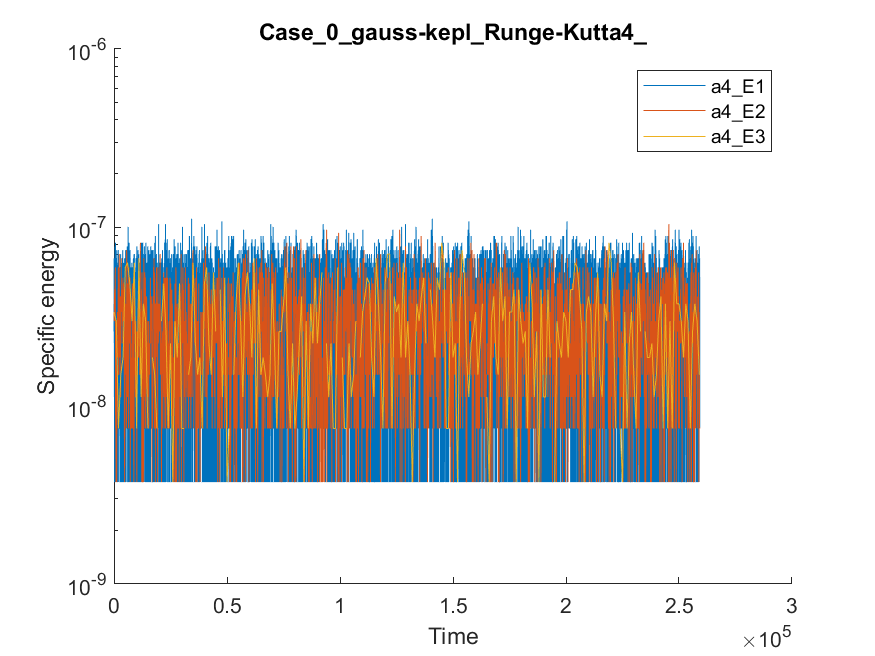 Case_0_gauss-kepl_Runge-Kutta4_
10^-6
a4_E1
a4_E2
a4_E3
10^-7
Specific energy
10^-8
10^-9
0 0.5 1 1.5 2 2.5 3
Time
×10^5